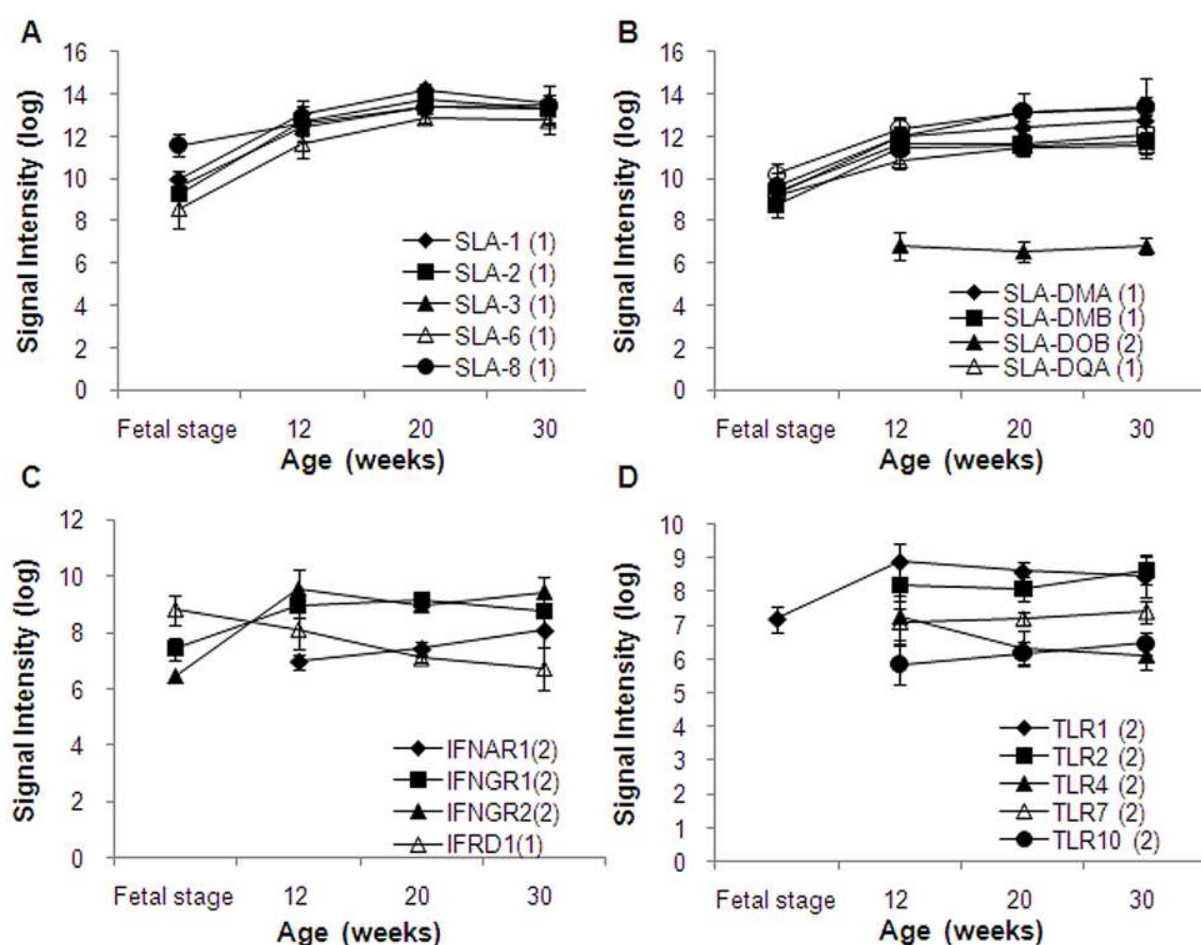 A
Signal Intensity (log)
16
14
12
10
8
6
4
2
0
SLA-1 (1)
SLA-2 (1)
SLA-3 (1)
SLA-6 (1)
SLA-8 (1)
Fetal stage 12 20 30
Age (weeks)
B
Signal Intensity (log)
16
14
12
10
8
6
4
2
0
SLA-DMA (1)
SLA-DMB (1)
SLA-DOB (2)
SLA-DQA (1)
Fetal stage 12 20 30
Age (weeks)
C
Signal Intensity (log)
12
10
8
6
4
2
0
IFNAR1(2)
IFNGR1(2)
IFNGR2(2)
IFRD1(1)
Fetal stage 12 20 30
Age (weeks)
D
Signal Intensity (log)
10
9
8
7
6
5
4
3
2
1
0
TLR1 (2)
TLR2 (2)
TLR4 (2)
TLR7 (2)
TLR10 (2)
Fetal stage 12 20 30
Age (weeks)